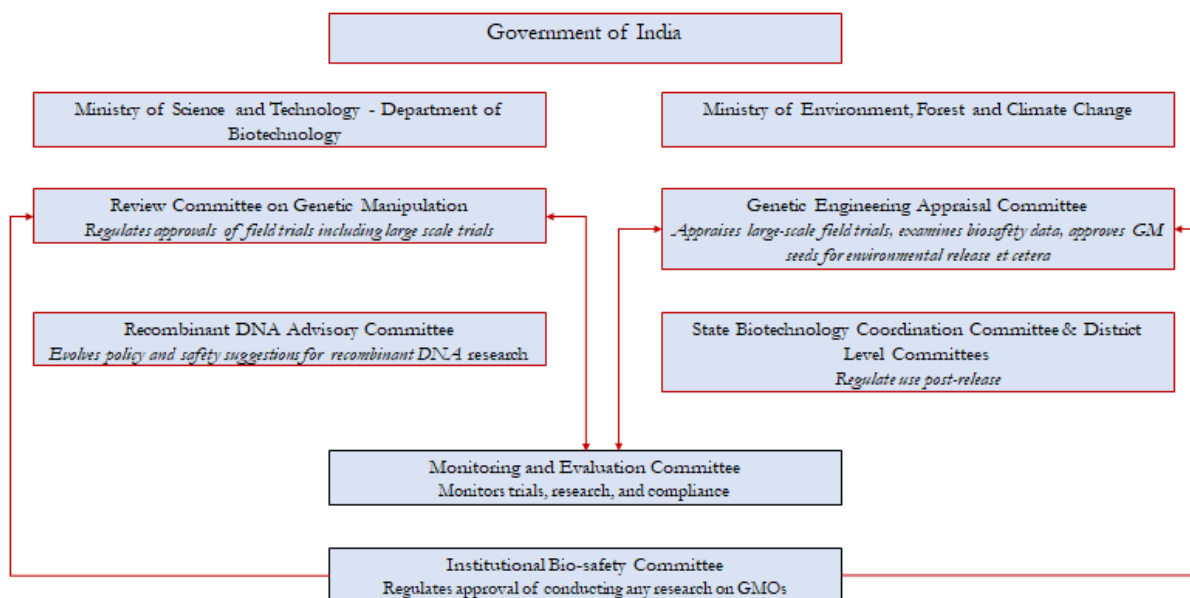 Government of India
Ministry of Science and Technology - Department of
Biotechnology
Ministry of Environment, Forest and Climate Change
Review Committee on Genetic Manipulation
Regulates approvals of field trials including large scale trials
Genetic Engineering Appraisal Committee
Appraises large-scale field trials, examines biosafety data, approves GM
seeds for environmental release et cetera
Recombinant DNA Advisory Committee
Evolves policy and safety suggestions for recombinant DNA research
State Biotechnology Coordination Committee & District
Level Committees
Regulate use post-release
Monitoring and Evaluation Committee
Monitors trials, research, and compliance
Institutional Bio-safety Committee
Regulates approval of conducting any research on GMOs